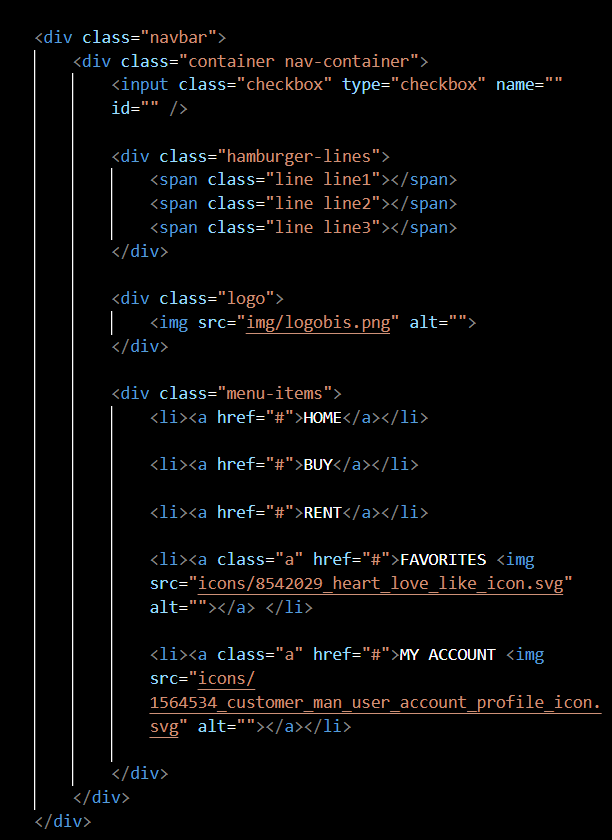 <div class="navbar">
<div class="container nav-container">
<input class="checkbox" type="checkbox" name=""
id="" />
<div class="hamburger-lines">
<span class="line line1"></span>
<span class="line line2"></span>
<span class="line line3"></span>
</div>
<div class="logo">
<img src="img/logobis.png" alt="">
</div>
<div class="menu-items">
<li><a href="#">HOME</a></li>
<li><a href="#">BUY</a></li>
<li><a href="#">RENT</a></li>
<li><a class="a" href="#">FAVORITES <img
src="icons/8542029_heart_love_like_icon.svg"
alt=""></a> </li>
<li><a class="a" href="#">MY ACCOUNT <img
src="icons/
1564534_customer_man_user_account_profile_icon.
svg" alt=""></a></li>
</div>
</div>
</div>